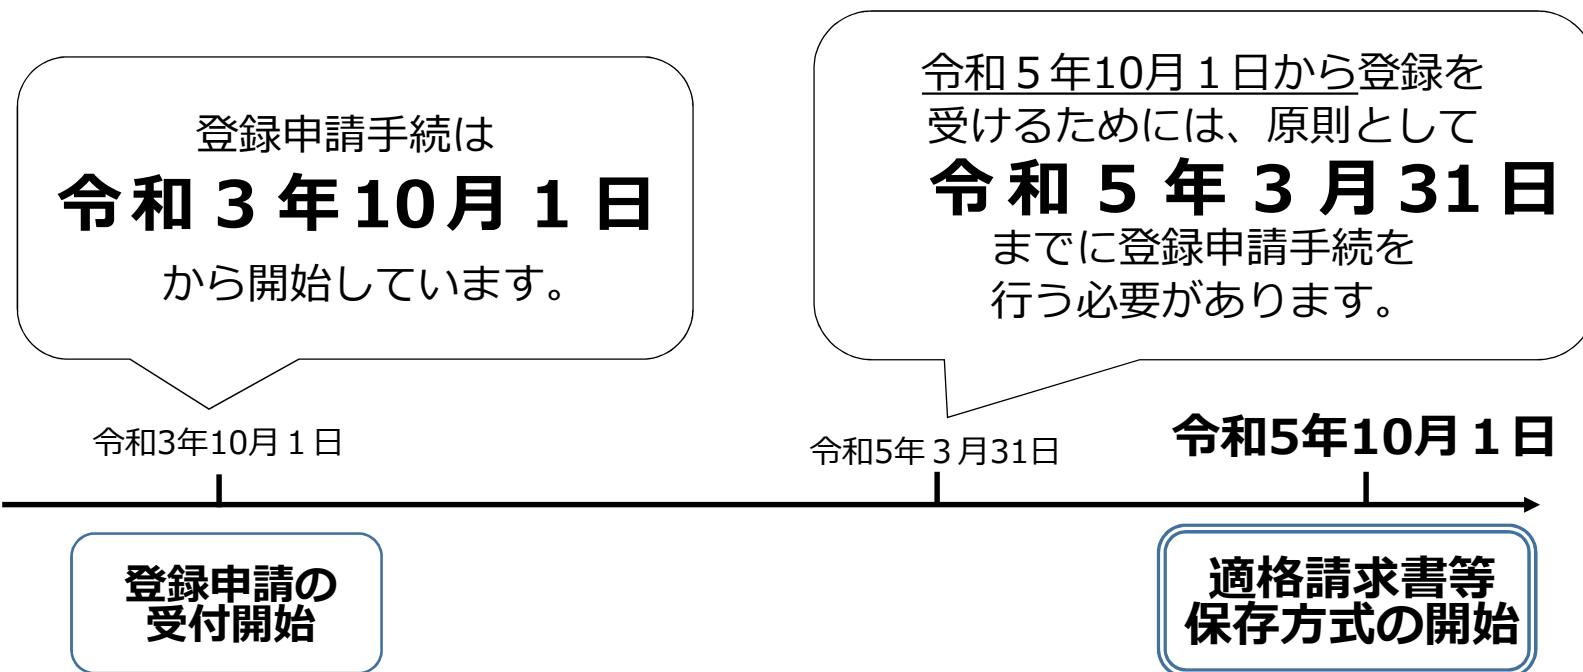 登録申請手続は
令和３年10月１日
から開始しています。
令和５年10月１日から登録を
受けるためには、原則として
令和５年３月31日
までに登録申請手続を
行う必要があります。
令和3年10月１日
令和5年３月31日
令和5年10月１日
登録申請の
受付開始
適格請求書等
保存方式の開始